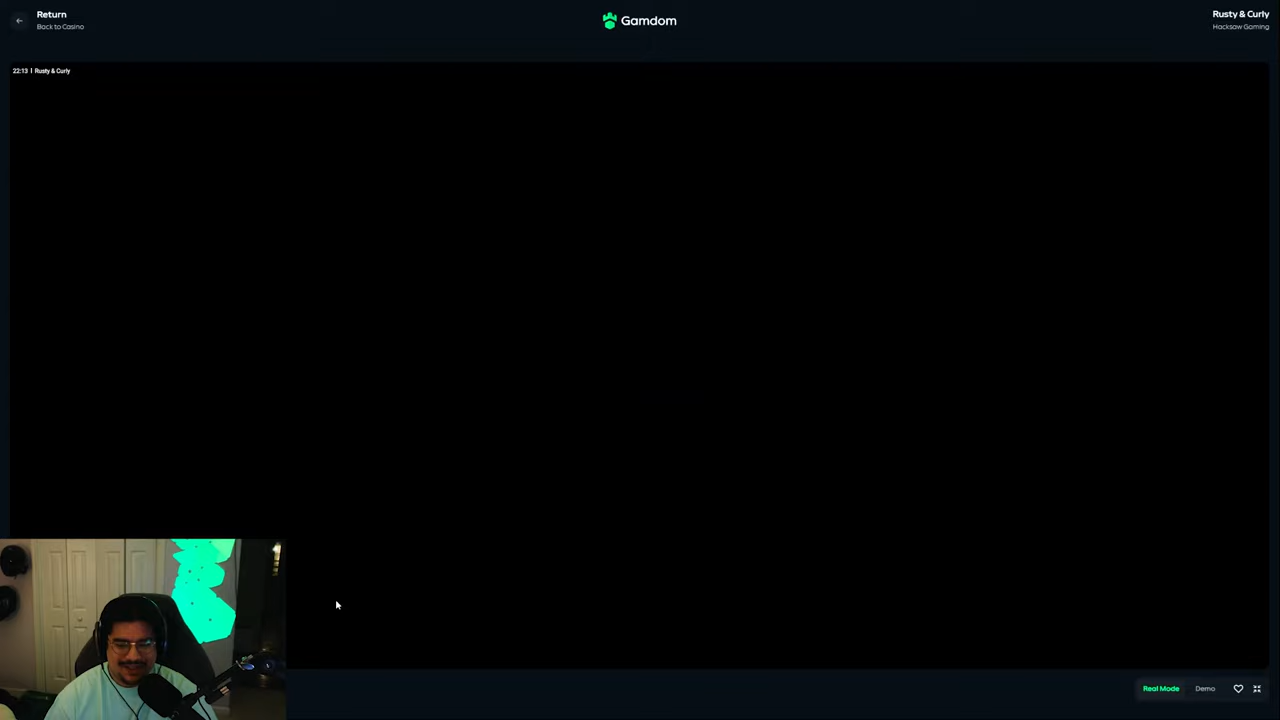 Return
Back to Casino
Gamdom
Rusty & Curly
Hacksaw Gaming
22:13 | Rusty & Curly
Real Mode
Demo